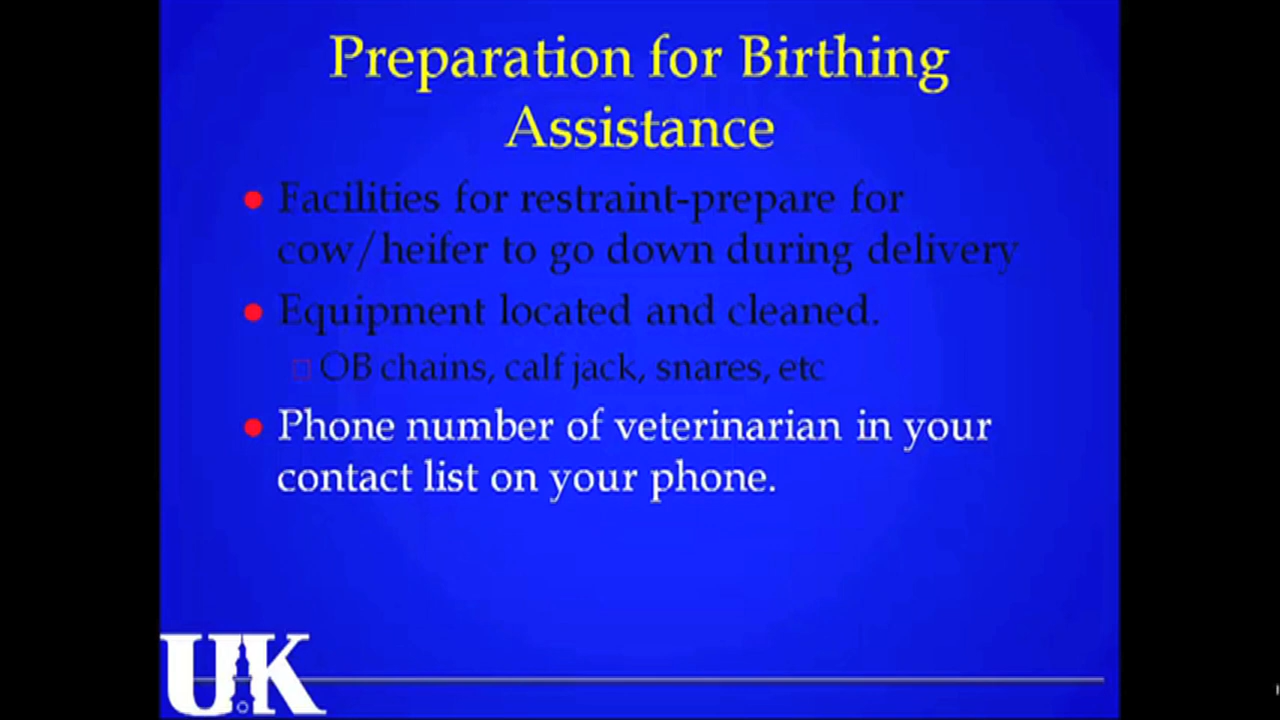 Preparation for Birthing
Assistance
Facilities for restraint-prepare for
cow/heifer to go down during delivery
Equipment located and cleaned.
OB chains, calf jack, snares, etc
Phone number of veterinarian in your
contact list on your phone.
UK